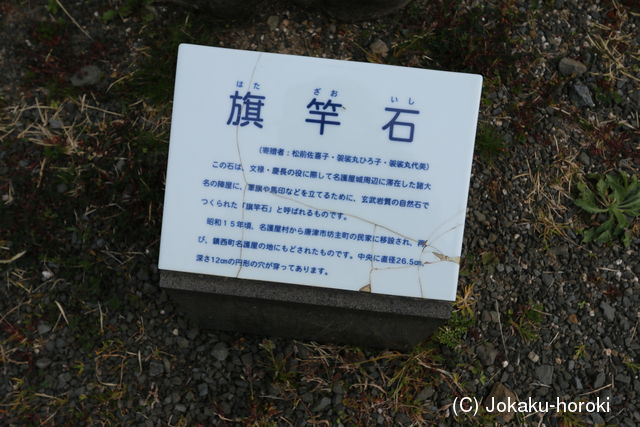 はた ざお いし
旗竿石
(寄贈者：松前佐喜子・袈裟丸ひろ子・袈裟丸代美)
この石は、文禄・慶長の役に際して名護屋城周辺に滞在した諸大
名の陣屋に、軍旗や馬印などを立てるために、玄武岩質の自然石で
つくられた「旗竿石」と呼ばれるものです。
昭和15年頃、名護屋村から唐津市坊主町の民家に移設され、再
び、鎮西町名護屋の地にもどされたものです。中央に直径26.5㎝
深さ12㎝の円形の穴が穿ってあります。
(C) Jokaku-horoki